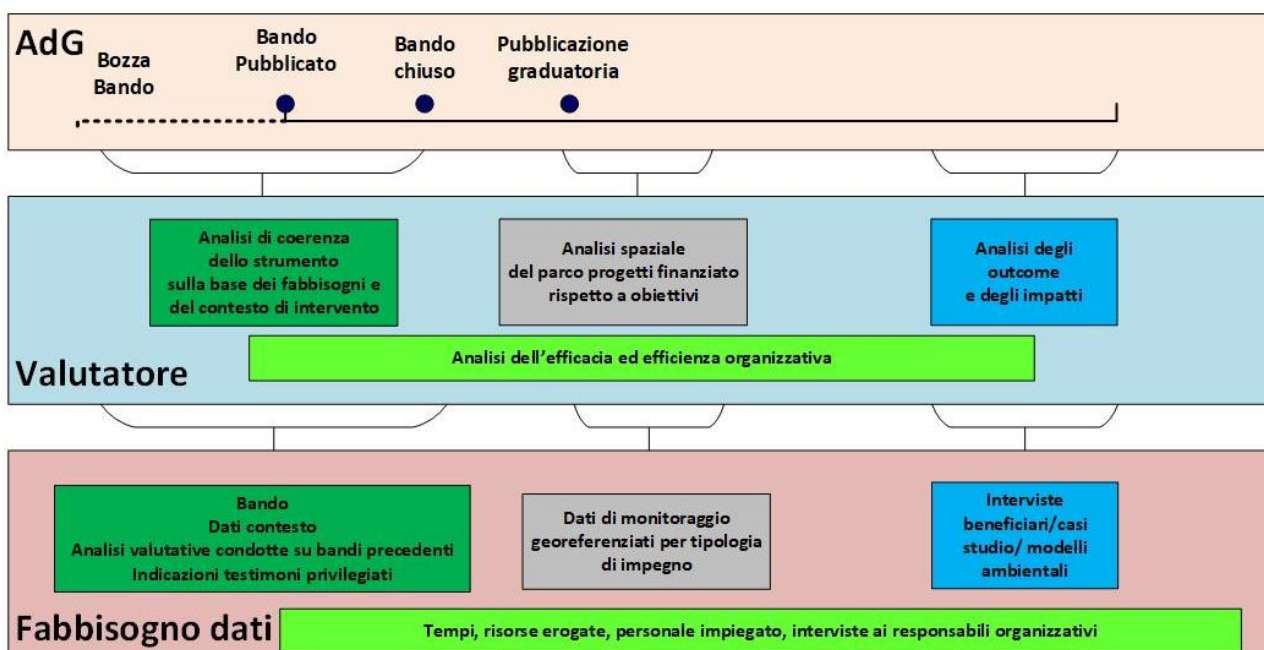 AdG
Bozza
Bando
Bando
Pubblicato
Bando
chiuso
Pubblicazione
graduatoria
Analisi di coerenza
dello strumento
sulla base dei fabbisogni e
del contesto di intervento
Analisi spaziale
del parco progetti finanziato
rispetto a obiettivi
Analisi degli
outcome
e degli impatti
Analisi dell'efficacia ed efficienza organizzativa
Valutatore
Bando
Dati contesto
Analisi valutative condotte su bandi precedenti
Indicazioni testimoni privilegiati
Dati di monitoraggio
georeferenziati per tipologia
di impegno
Interviste
beneficiari/casi
studio/ modelli
ambientali
Fabbisogno dati
Tempi, risorse erogate, personale impiegato, interviste ai responsabili organizzativi